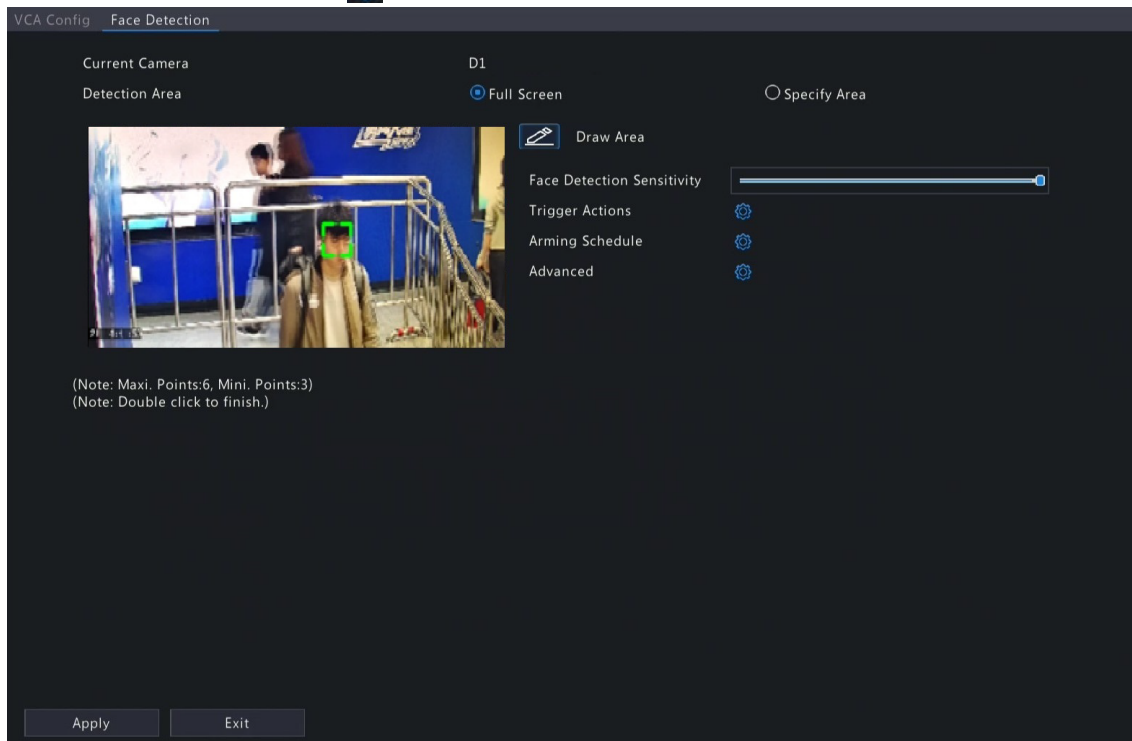 VCA Config Face Detection
Current Camera D1
Detection Area Full Screen Specify Area
Draw Area
Face Detection Sensitivity
Trigger Actions
Arming Schedule
Advanced
(Note: Maxi. Points:6, Mini. Points:3)
(Note: Double click to finish.)
Apply Exit